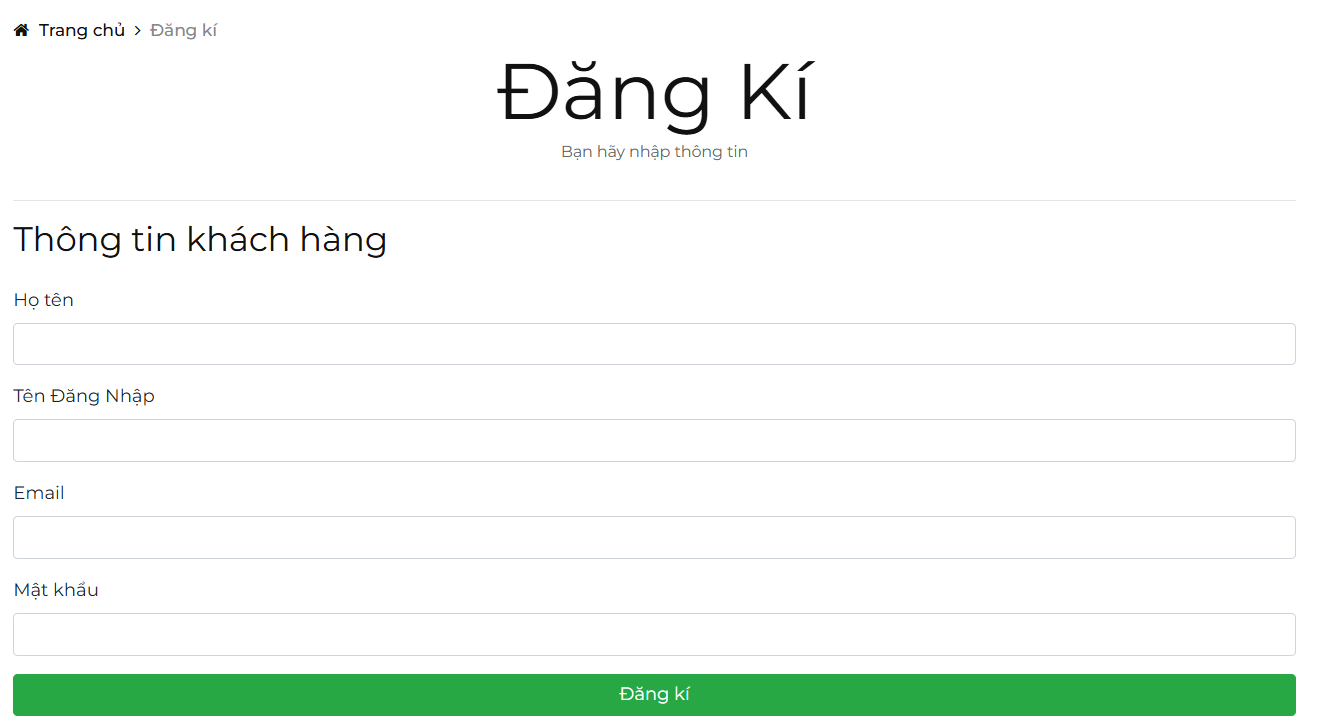 Trang chủ > Đăng kí
Đăng Kí
Bạn hãy nhập thông tin
Thông tin khách hàng
Họ tên
Tên Đăng Nhập
Email
Mật khẩu
Đăng kí